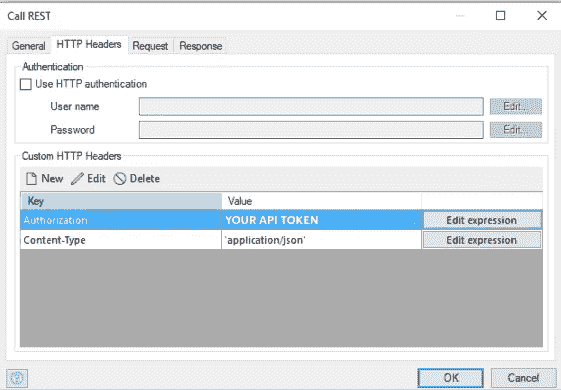 Call REST
General HTTP Headers Request Response
Authentication
Use HTTP authentication
User name Edit...
Password Edit...
Custom HTTP Headers
New Edit Delete
Key Value
Authorization YOUR API TOKEN Edit expression
Content-Type 'application/json' Edit expression
OK Cancel